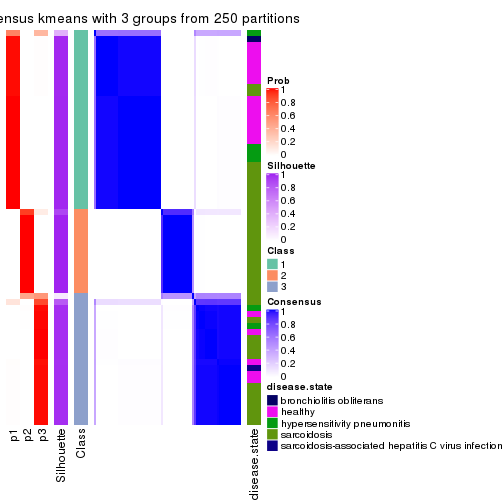 ensus kmeans with 3 groups from 250 partitions
Prob
1
0.8
0.6
0.4
0.2
0
Silhouette
1
0.8
0.6
0.4
0.2
0
Class
1
2
3
Consensus
1
0.8
0.6
0.4
0.2
0
disease.state
bronchiolitis obliterans
healthy
hypersensitivity pneumonitis
sarcoidosis
sarcoidosis-associated hepatitis C virus infection
p1
p2
p3
Silhouette
Class
disease.state